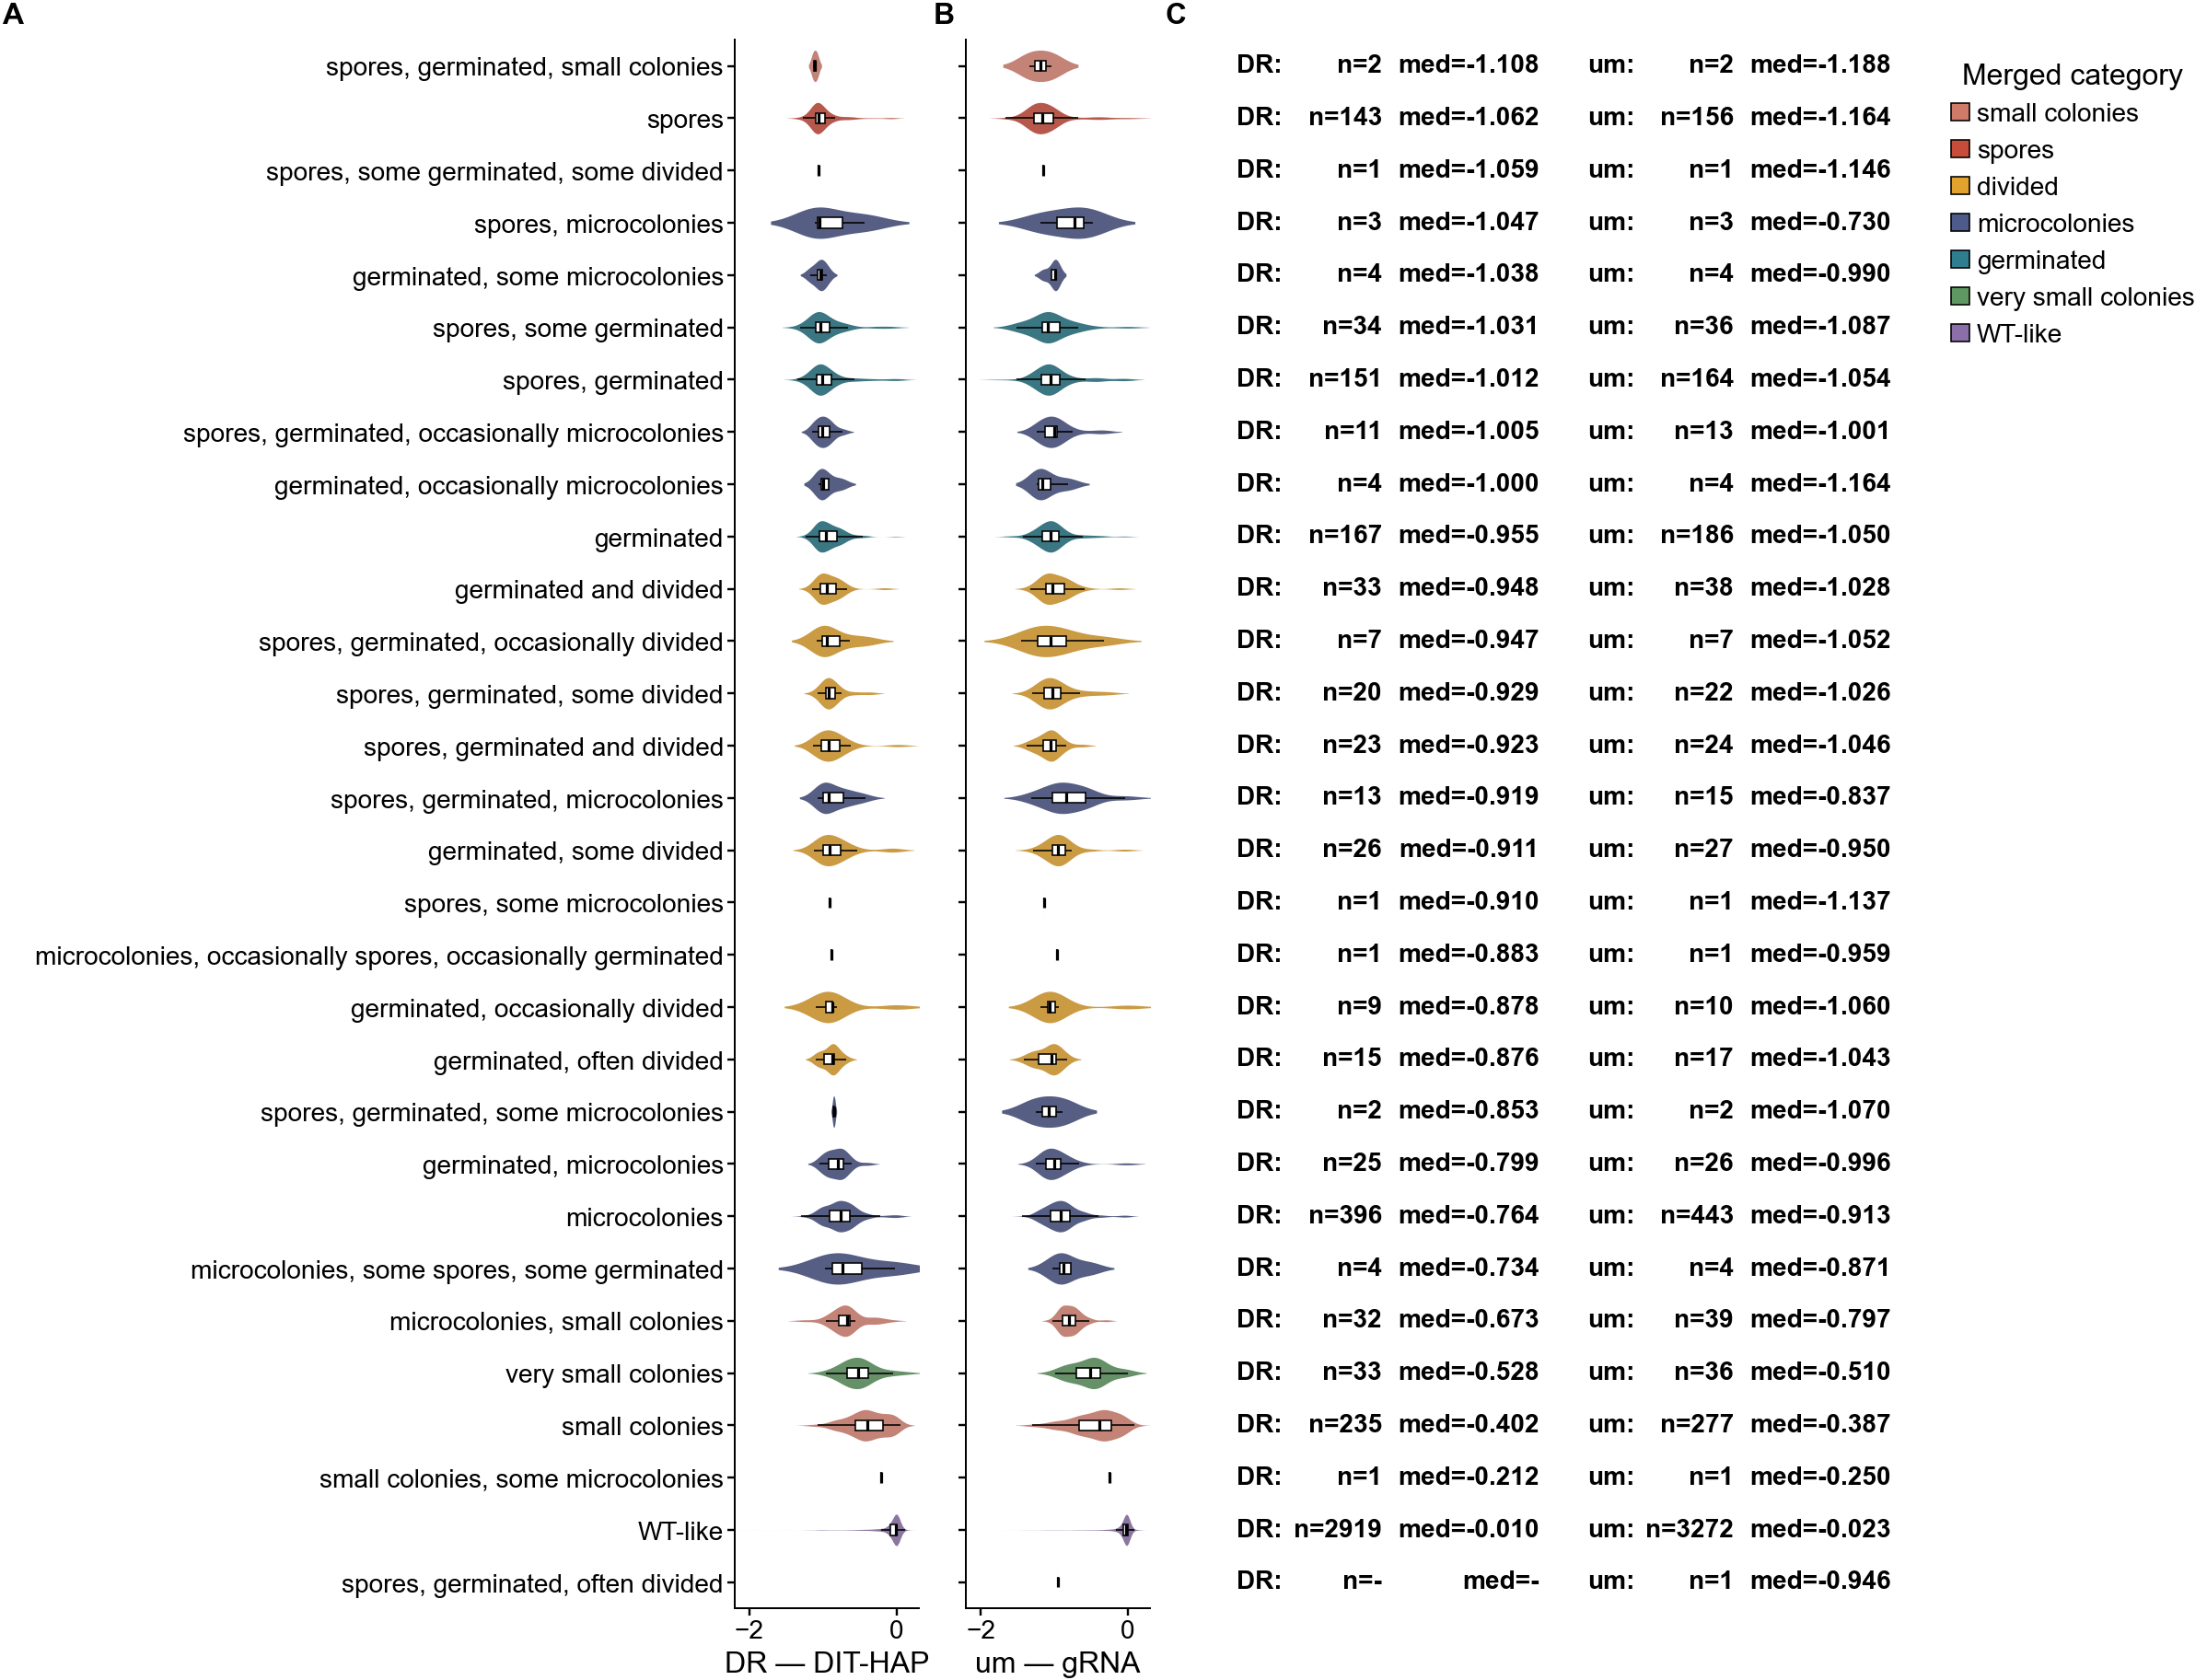 A
B
C
spores, germinated, small colonies DR: n=2 med=-1.108 um: n=2 med=-1.188
spores DR: n=143 med=-1.062 um: n=156 med=-1.164
spores, some germinated, some divided DR: n=1 med=-1.059 um: n=1 med=-1.146
spores, microcolonies DR: n=3 med=-1.047 um: n=3 med=-0.730
germinated, some microcolonies DR: n=4 med=-1.038 um: n=4 med=-0.990
spores, some germinated DR: n=34 med=-1.031 um: n=36 med=-1.087
spores, germinated DR: n=151 med=-1.012 um: n=164 med=-1.054
spores, germinated, occasionally microcolonies DR: n=11 med=-1.005 um: n=13 med=-1.001
germinated, occasionally microcolonies DR: n=4 med=-1.000 um: n=4 med=-1.164
germinated DR: n=167 med=-0.955 um: n=186 med=-1.050
germinated and divided DR: n=33 med=-0.948 um: n=38 med=-1.028
spores, germinated, occasionally divided DR: n=7 med=-0.947 um: n=7 med=-1.052
spores, germinated, some divided DR: n=20 med=-0.929 um: n=22 med=-1.026
spores, germinated and divided DR: n=23 med=-0.923 um: n=24 med=-1.046
spores, germinated, microcolonies DR: n=13 med=-0.919 um: n=15 med=-0.837
germinated, some divided DR: n=26 med=-0.911 um: n=27 med=-0.950
spores, some microcolonies DR: n=1 med=-0.910 um: n=1 med=-1.137
microcolonies, occasionally spores, occasionally germinated DR: n=1 med=-0.883 um: n=1 med=-0.959
germinated, occasionally divided DR: n=9 med=-0.878 um: n=10 med=-1.060
germinated, often divided DR: n=15 med=-0.876 um: n=17 med=-1.043
spores, germinated, some microcolonies DR: n=2 med=-0.853 um: n=2 med=-1.070
germinated, microcolonies DR: n=25 med=-0.799 um: n=26 med=-0.996
microcolonies DR: n=396 med=-0.764 um: n=443 med=-0.913
microcolonies, some spores, some germinated DR: n=4 med=-0.734 um: n=4 med=-0.871
microcolonies, small colonies DR: n=32 med=-0.673 um: n=39 med=-0.797
very small colonies DR: n=33 med=-0.528 um: n=36 med=-0.510
small colonies DR: n=235 med=-0.402 um: n=277 med=-0.387
small colonies, some microcolonies DR: n=1 med=-0.212 um: n=1 med=-0.250
WT-like DR: n=2919 med=-0.010 um: n=3272 med=-0.023
spores, germinated, often divided DR: n=- med=- um: n=1 med=-0.946
−2 0
DR — DIT-HAP
−2 0
um — gRNA
Merged category
small colonies
spores
divided
microcolonies
germinated
very small colonies
WT-like